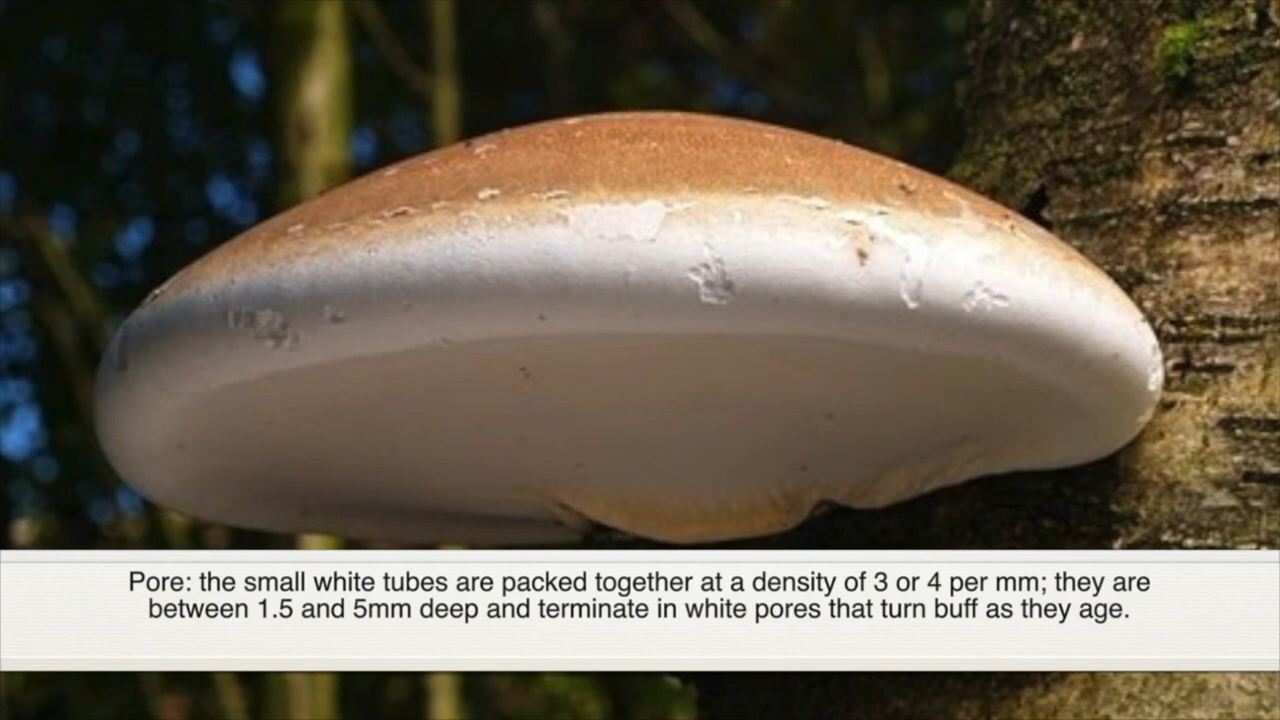 Pore: the small white tubes are packed together at a density of 3 or 4 per mm; they are
between 1.5 and 5mm deep and terminate in white pores that turn buff as they age.